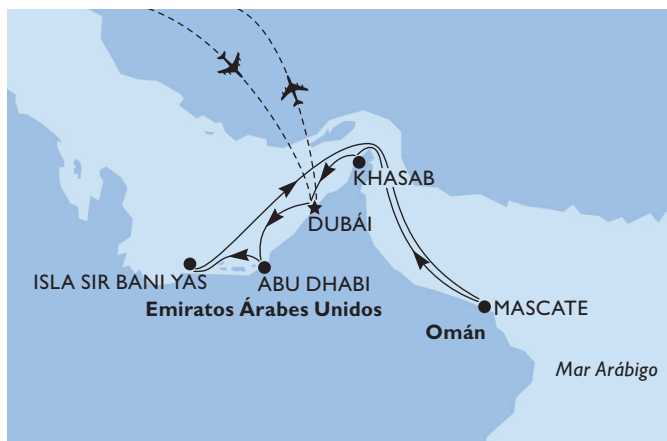 KHASAB
DUBÁI
ISLA SIR BANI YAS
ABU DHABI
Emiratos Árabes Unidos
MASCATE
Omán
Mar Arábigo